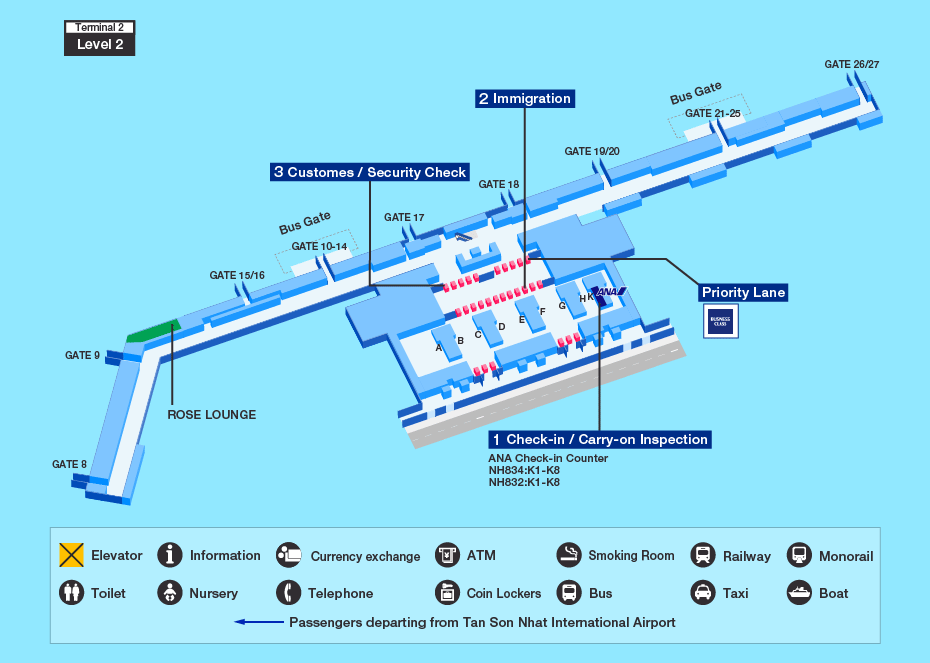 Terminal 2
Level 2
GATE 26/27
Bus Gate
GATE 21-25
2 Immigration
GATE 19/20
3 Customes / Security Check
GATE 18
Bus Gate
GATE 17
GATE 10-14
GATE 15/16
Priority Lane
BUSINESS
CLASS
ANA
A
B
C
D
E
F
G
H
K
GATE 9
ROSE LOUNGE
GATE 8
1 Check-in / Carry-on Inspection
ANA Check-in Counter
NH834:K1-K8
NH832:K1-K8
Elevator
Information
Currency exchange
ATM
Smoking Room
Railway
Monorail
Toilet
Nursery
Telephone
Coin Lockers
Bus
Taxi
Boat
Passengers departing from Tan Son Nhat International Airport